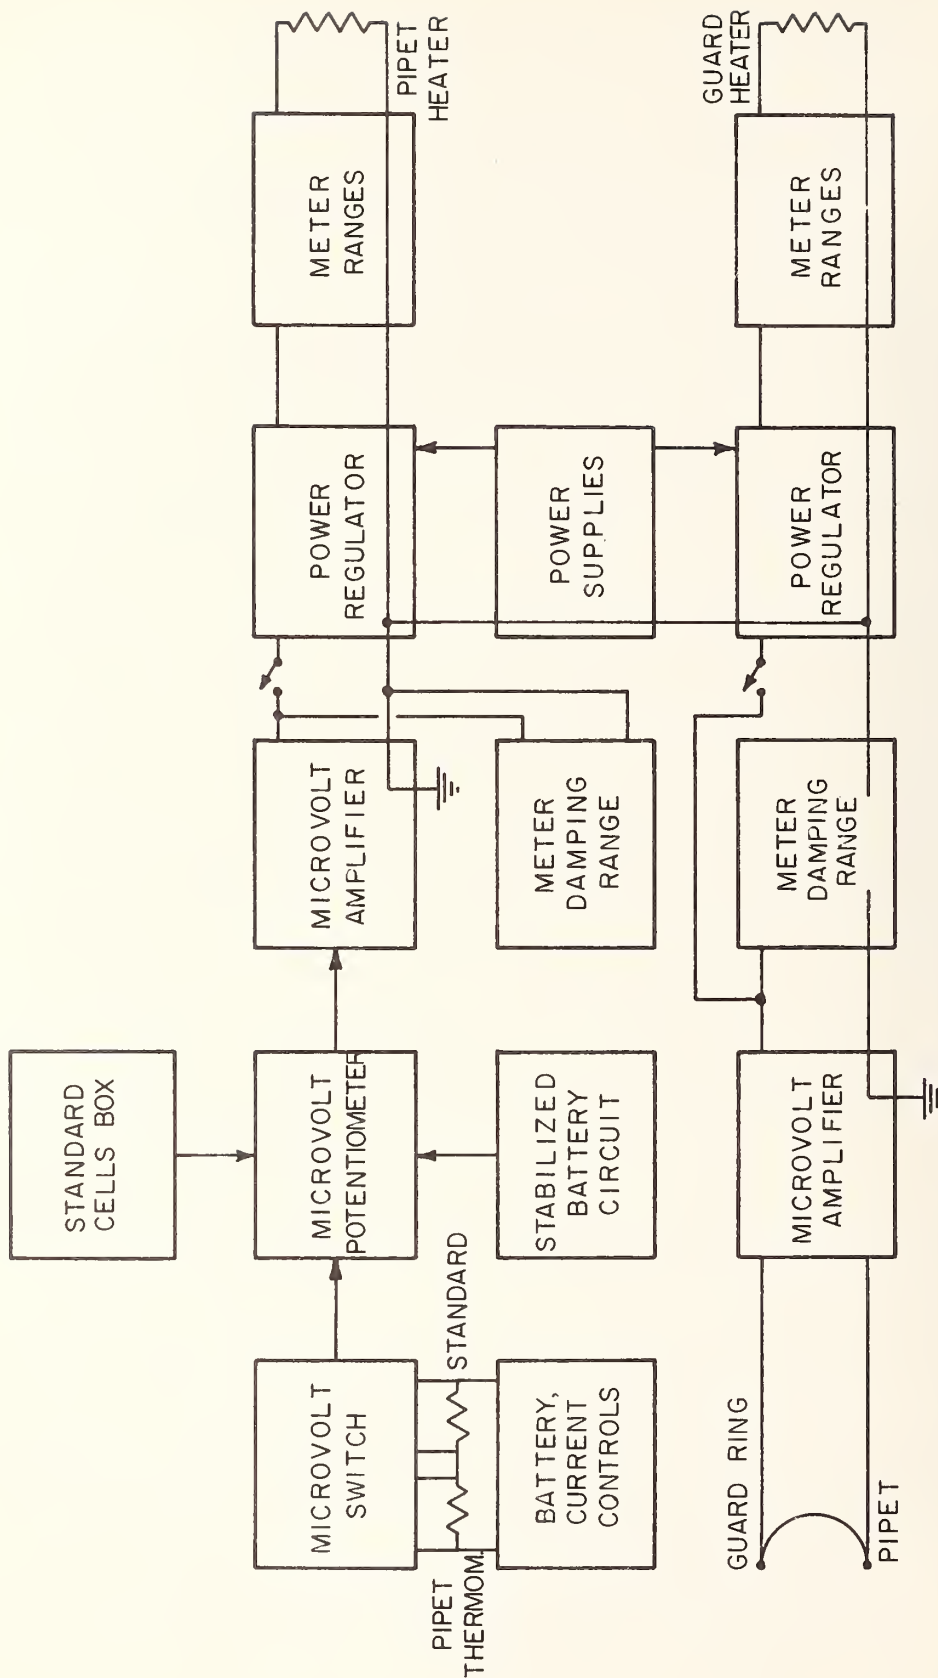 STANDARD
CELLS BOX
MICROVOLT
SWITCH
MICROVOLT
POTENTIOMETER
MICROVOLT
AMPLIFIER
POWER
REGULATOR
METER
RANGES
PIPET
HEATER
PIPET
THERMOM.
STANDARD
BATTERY,
CURRENT
CONTROLS
STABILIZED
BATTERY
CIRCUIT
METER
DAMPING
RANGE
POWER
SUPPLIES
GUARD
HEATER
GUARD RING
PIPET
MICROVOLT
AMPLIFIER
METER
DAMPING
RANGE
POWER
REGULATOR
METER
RANGES